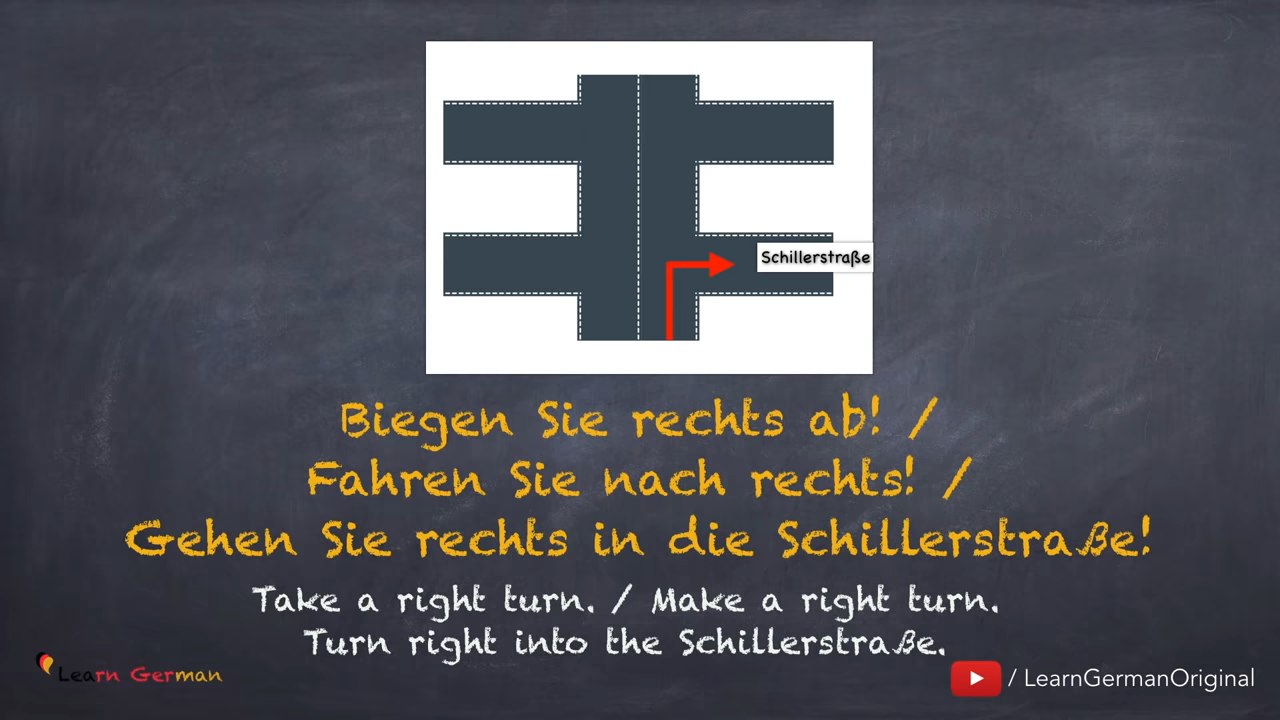 Schillerstraße
Biegen Sie rechts ab! /
Fahren Sie nach rechts! /
Gehen Sie rechts in die Schillerstraße!
Take a right turn. / Make a right turn.
Turn right into the Schillerstraße.
Learn German
/ LearnGermanOriginal